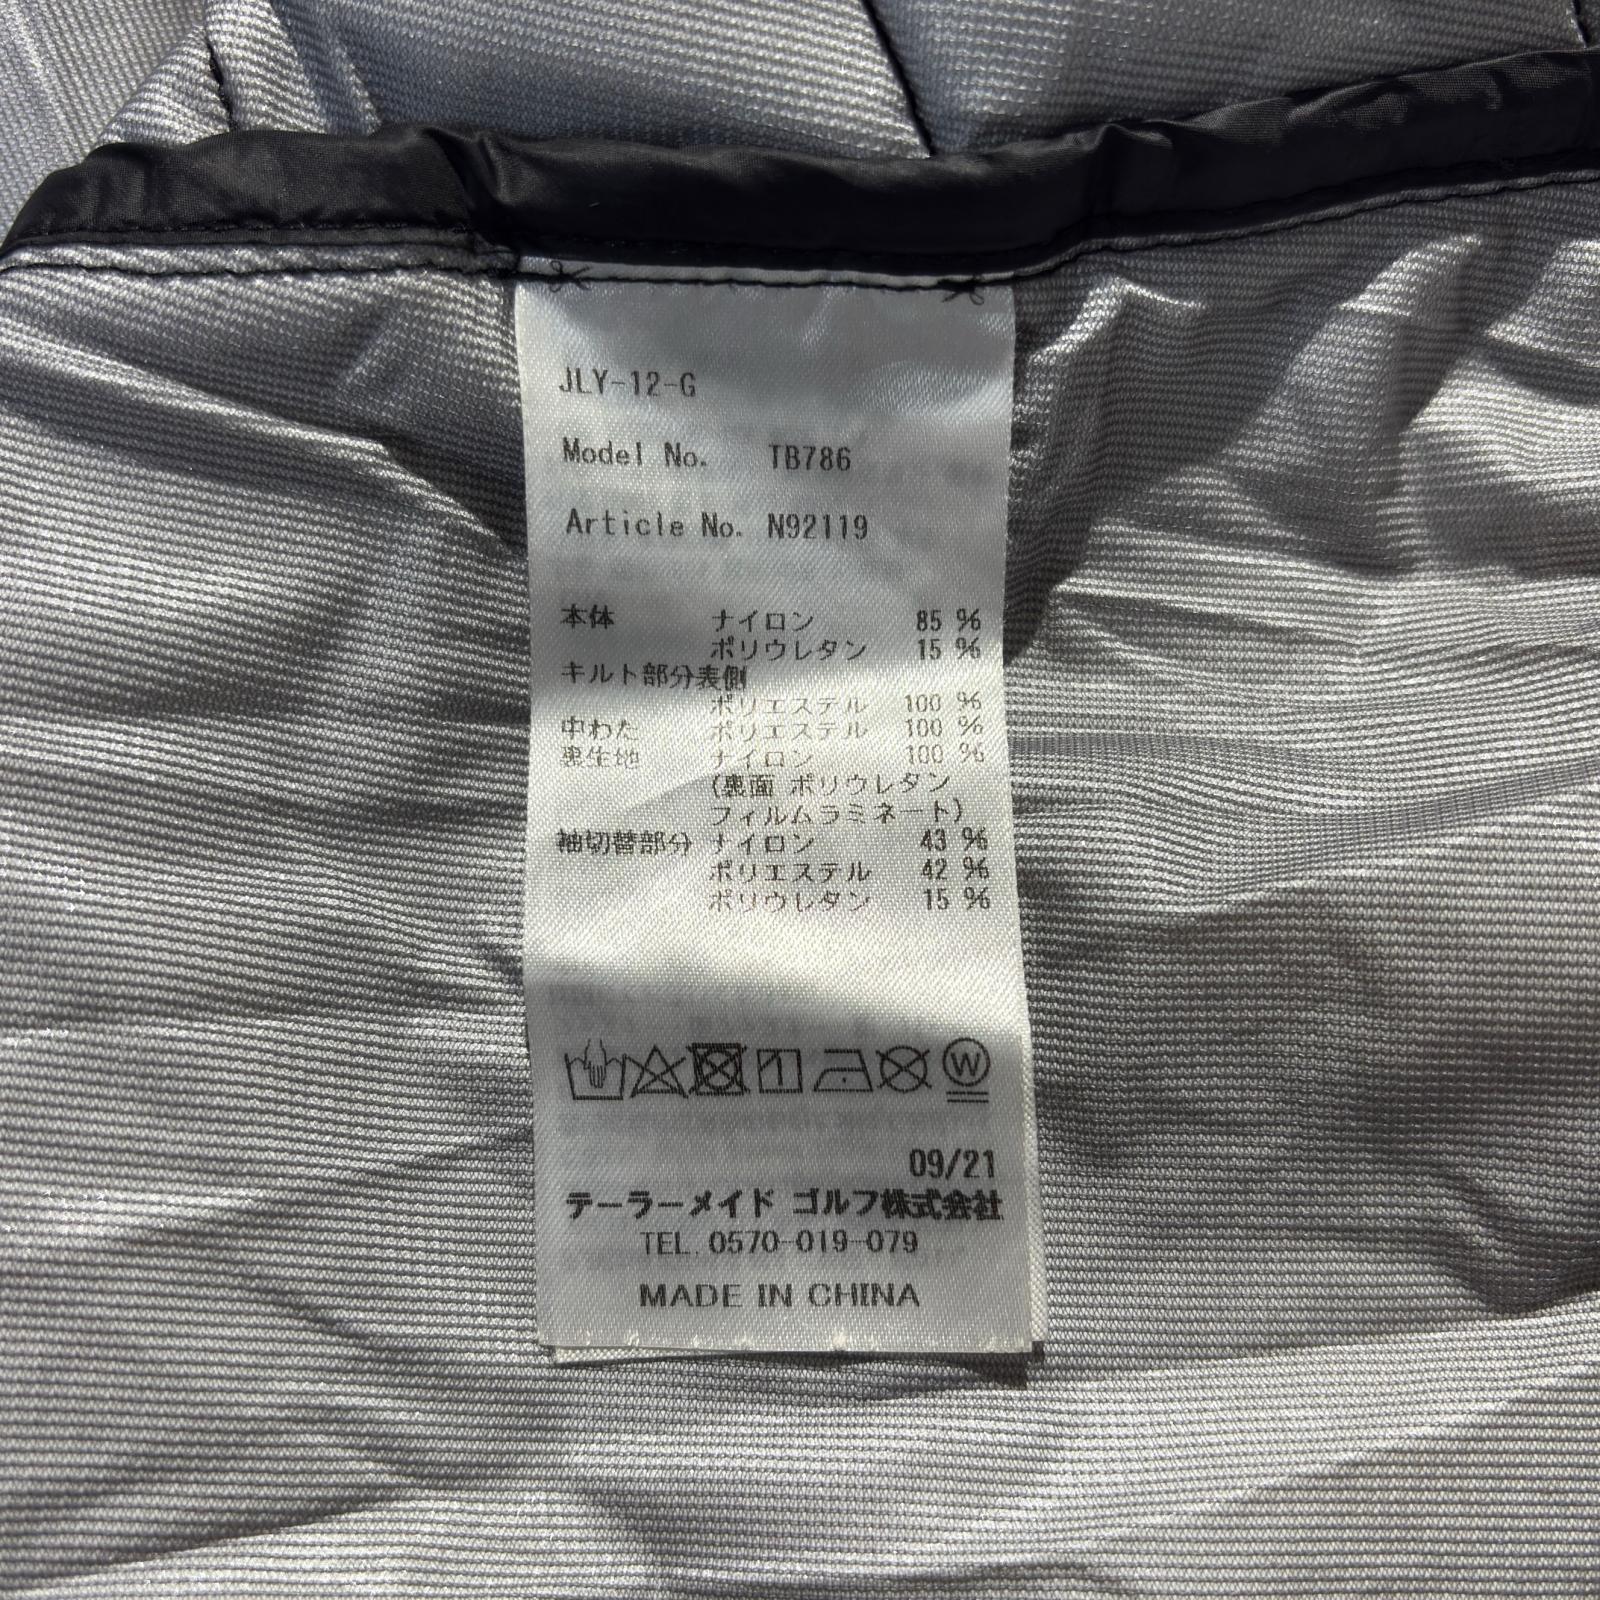 JLY-12-G
Model No. TB786
Article No. N92119
本体 ナイロン 85 %
ポリウレタン 15 %
キルト部分表側
ポリエステル 100 %
中わた ポリエステル 100 %
裏生地 ナイロン 100 %
(裏面 ポリウレタン
フィルムラミネート)
袖切替部分 ナイロン 43 %
ポリエステル 42 %
ポリウレタン 15 %
W
09/21
テーラーメイド ゴルフ株式会社
TEL. 0570-019-079
MADE IN CHINA